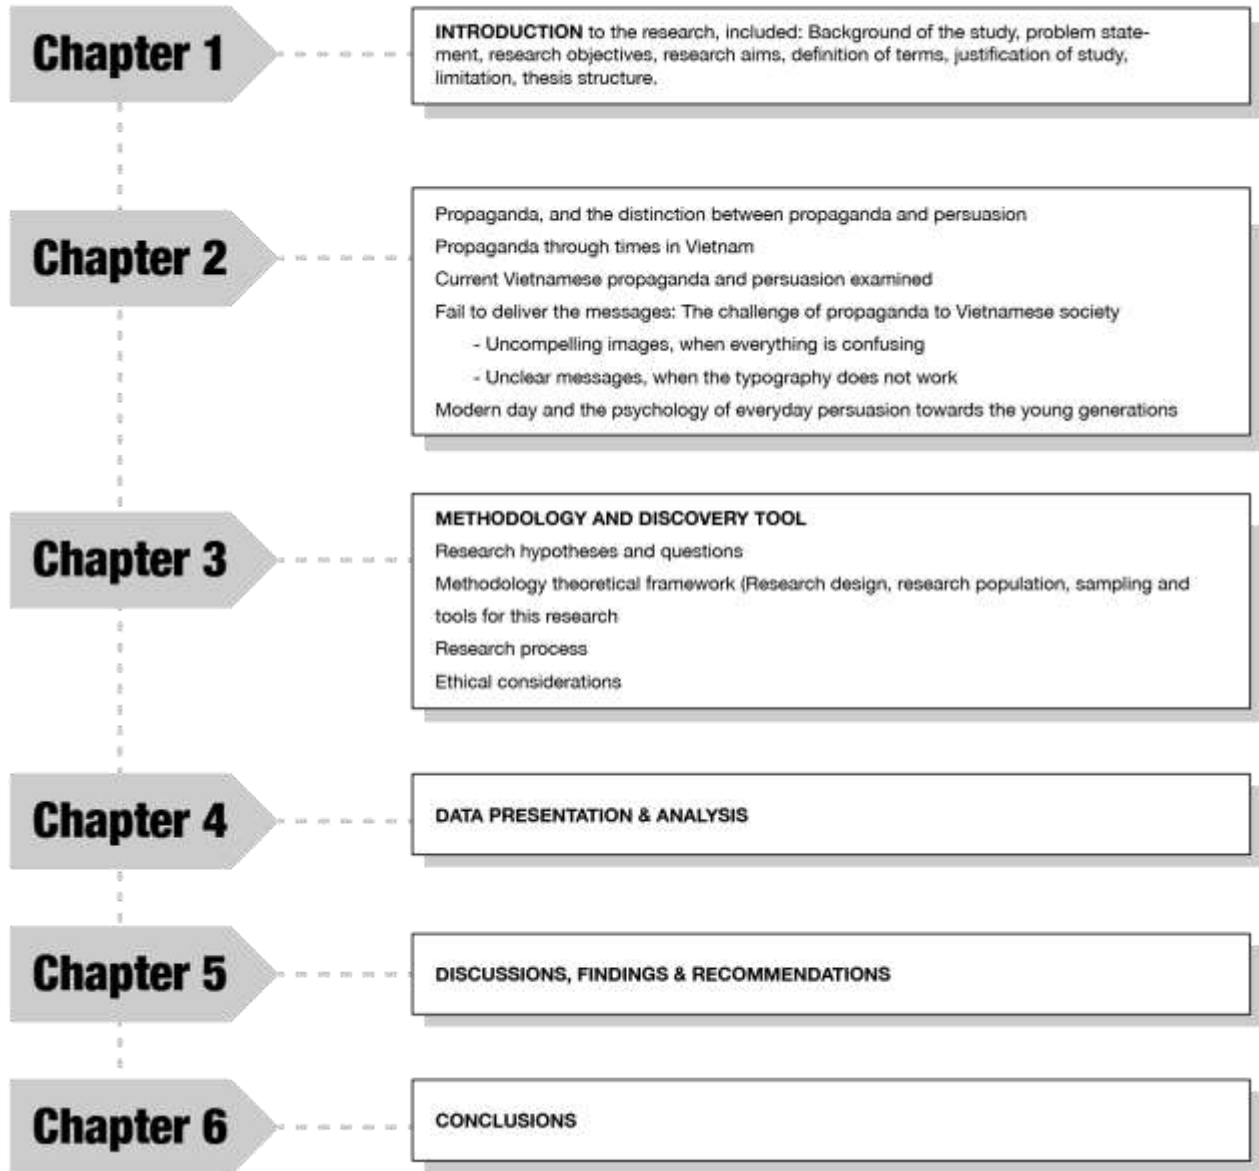 Chapter 1
INTRODUCTION to the research, included: Background of the study, problem state-
ment, research objectives, research aims, definition of terms, justification of study,
limitation, thesis structure.
Chapter 2
Propaganda, and the distinction between propaganda and persuasion
Propaganda through times in Vietnam
Current Vietnamese propaganda and persuasion examined
Fail to deliver the messages: The challenge of propaganda to Vietnamese society
- Uncompelling images, when everything is confusing
- Unclear messages, when the typography does not work
Modern day and the psychology of everyday persuasion towards the young generations
Chapter 3
METHODOLOGY AND DISCOVERY TOOL
Research hypotheses and questions
Methodology theoretical framework (Research design, research population, sampling and
tools for this research
Research process
Ethical considerations
Chapter 4
DATA PRESENTATION & ANALYSIS
Chapter 5
DISCUSSIONS, FINDINGS & RECOMMENDATIONS
Chapter 6
CONCLUSIONS